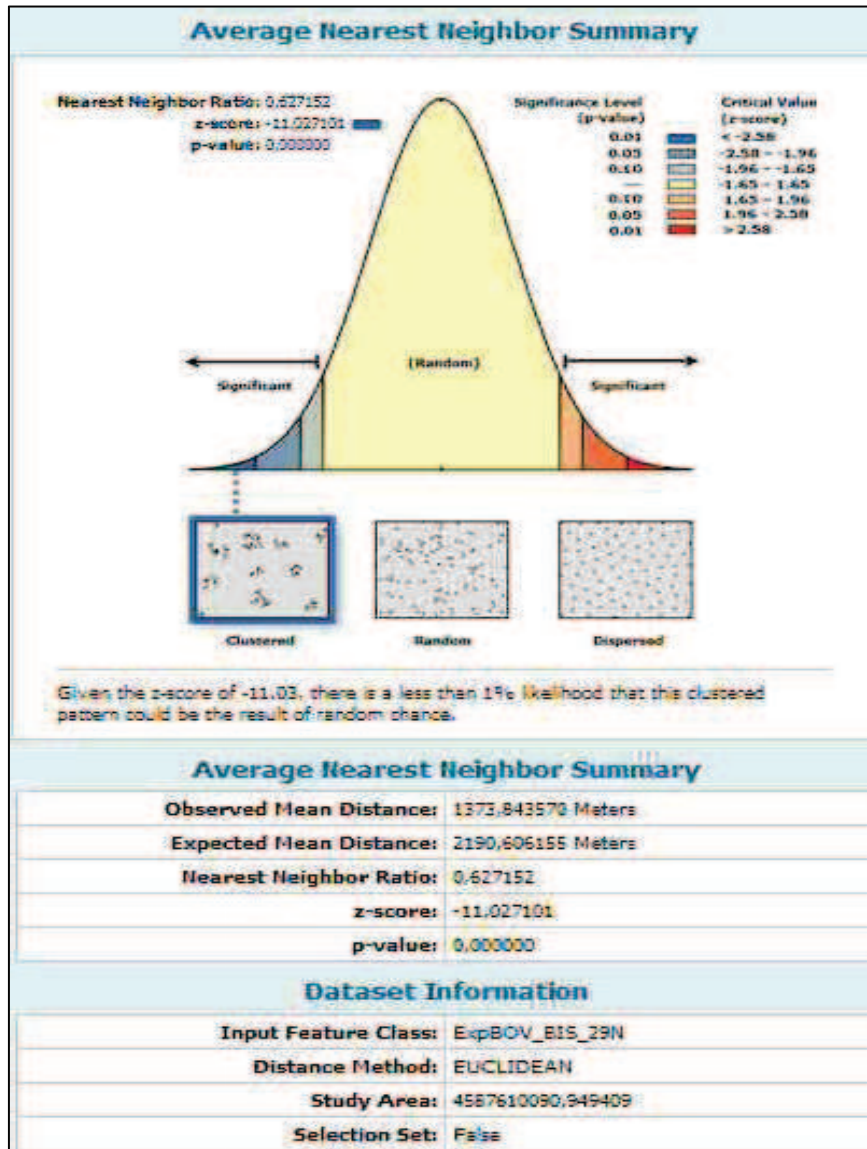 Average Nearest Neighbor Summary
Nearest Neighbor Ratio: 0,627152
z-score: -11,027101
p-value: 0,000000
Significance Level
(p-value)
Critical Value
(z-score)
0.01 < -2.58
0.05 -2.58 - -1.96
0.10 -1.96 - -1.65
— -1.65 - 1.65
0.10 1.65 - 1.96
0.05 1.96 - 2.58
0.01 > 2.58
(Random)
Significant
Significant
Clustered
Random
Dispersed
Given the z-score of -11.03, there is a less than 1% likelihood that this clustered
pattern could be the result of random chance.
Average Nearest Neighbor Summary
Observed Mean Distance: 1373,843570 Meters
Expected Mean Distance: 2190,606155 Meters
Nearest Neighbor Ratio: 0,627152
z-score: -11,027101
p-value: 0,000000
Dataset Information
Input Feature Class: ExpBOV_BIS_29N
Distance Method: EUCLIDEAN
Study Area: 4587610090,949409
Selection Set: False